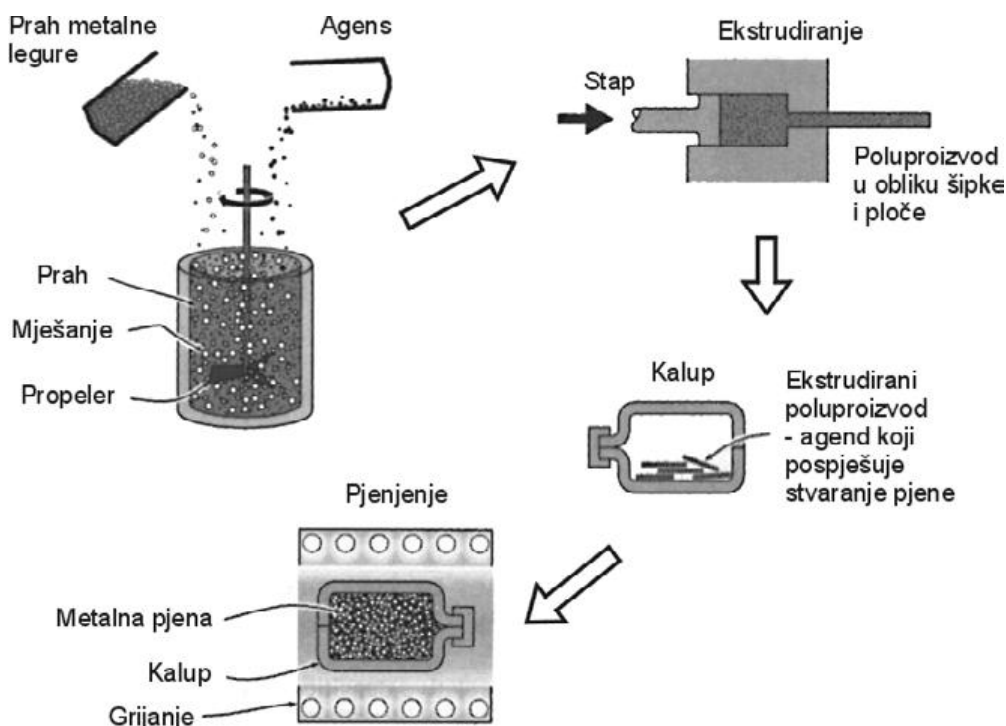 Prah metalne
legure
Agens
Prah
Mješanje
Propeler
Ekstrudiranje
Stap
Poluproizvod
u obliku šipke
i ploče
Kalup
Ekstrudirani
poluproizvod
- agend koji
pospješuje
stvaranje pjene
Pjenjenje
Metalna pjena
Kalup
Grijanje